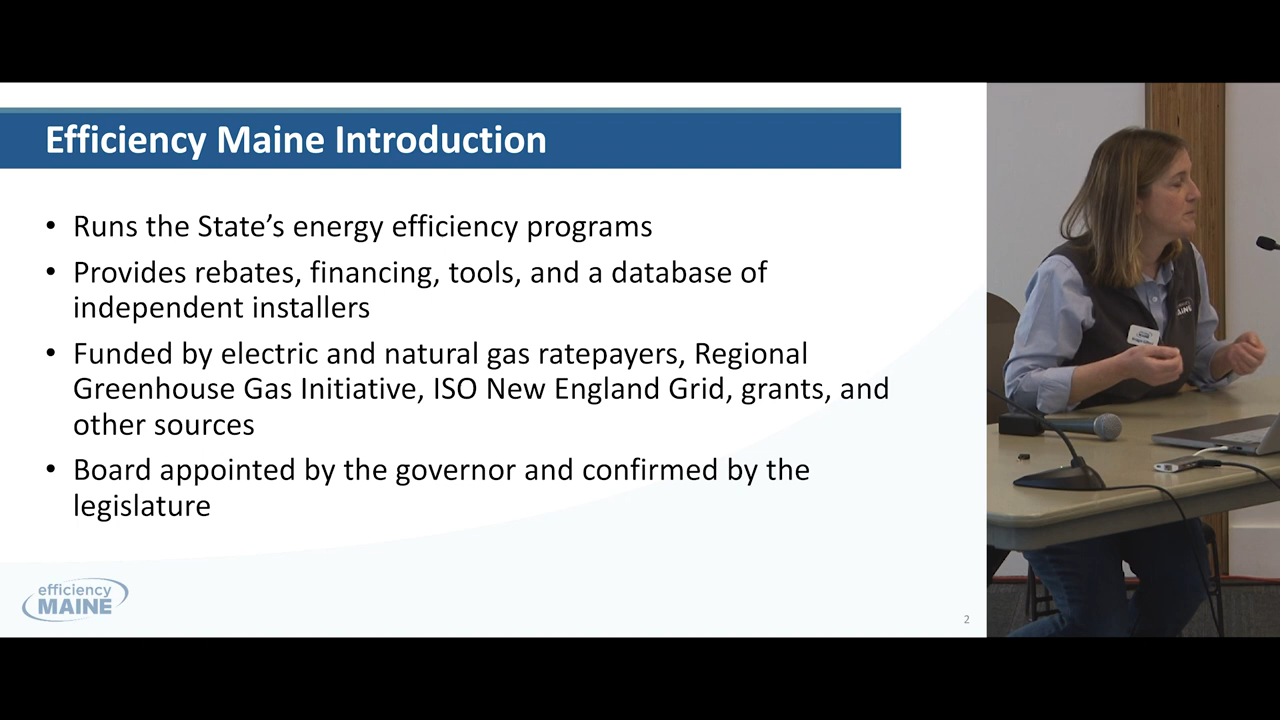 Efficiency Maine Introduction
• Runs the State’s energy efficiency programs
• Provides rebates, financing, tools, and a database of
independent installers
• Funded by electric and natural gas ratepayers, Regional
Greenhouse Gas Initiative, ISO New England Grid, grants, and
other sources
• Board appointed by the governor and confirmed by the
legislature
efficiency
MAINE
2
MAINE